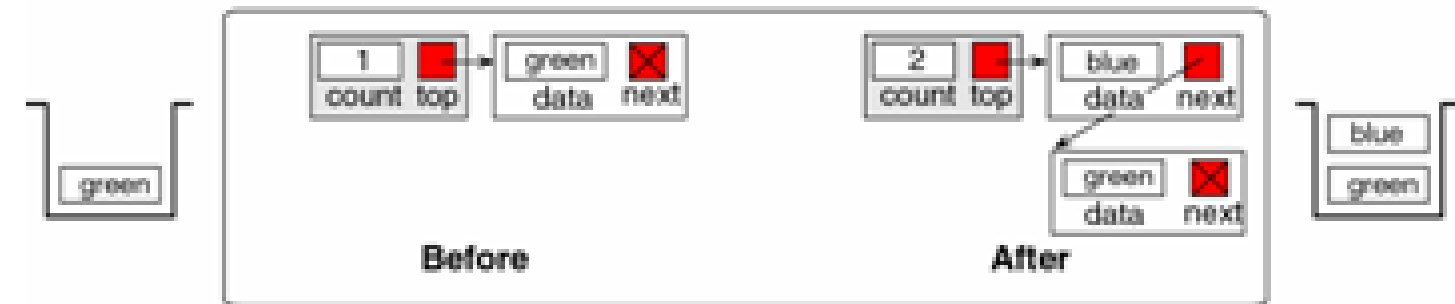 1 green 2 blue
count top data next count top data next
blue
green green green
data next
Before After